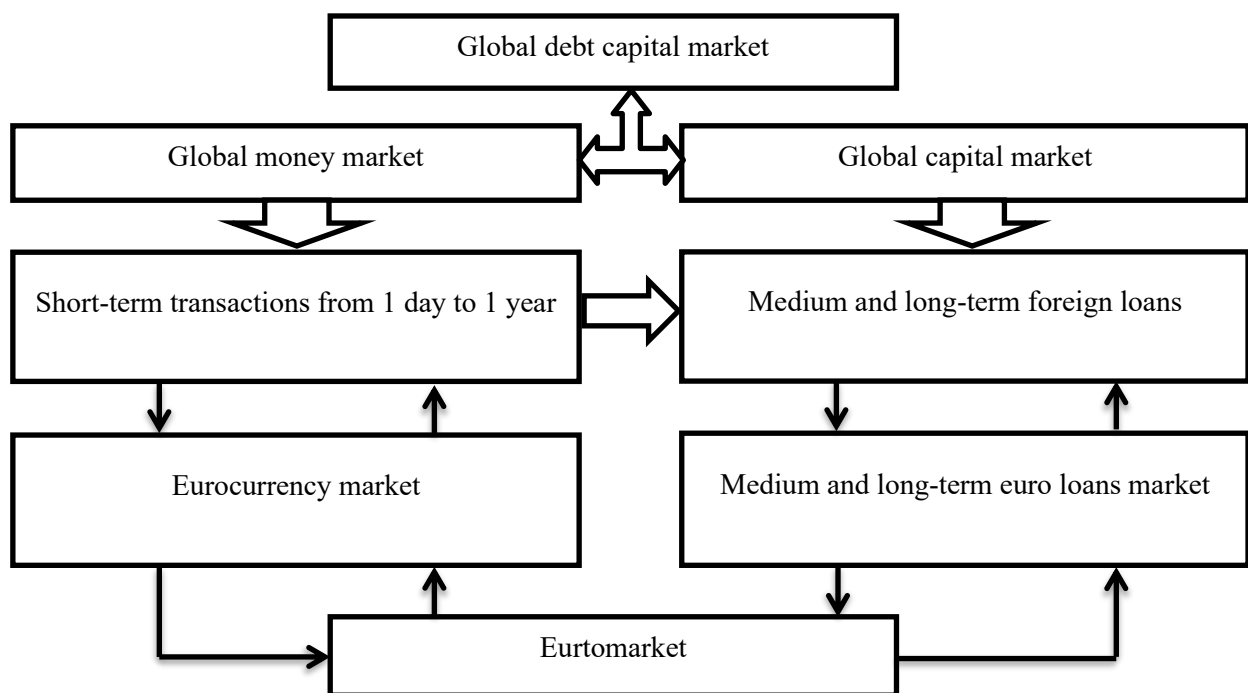 Global debt capital market
Global money market
Global capital market
Short-term transactions from 1 day to 1 year
Medium and long-term foreign loans
Eurocurrency market
Medium and long-term euro loans market
Eurtomarket